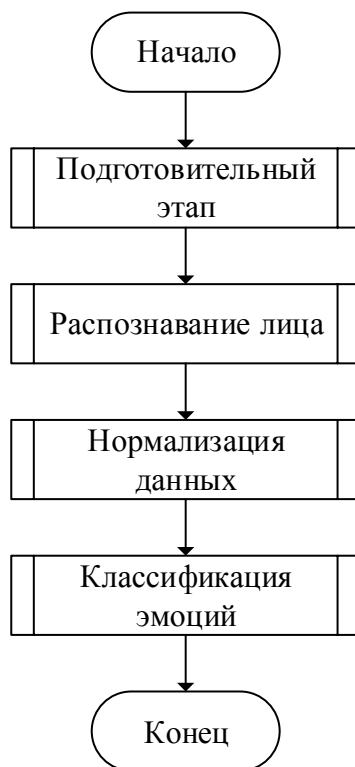 Начало
Подготовительный
этап
Распознавание лица
Нормализация
данных
Классификация
эмоций
Конец